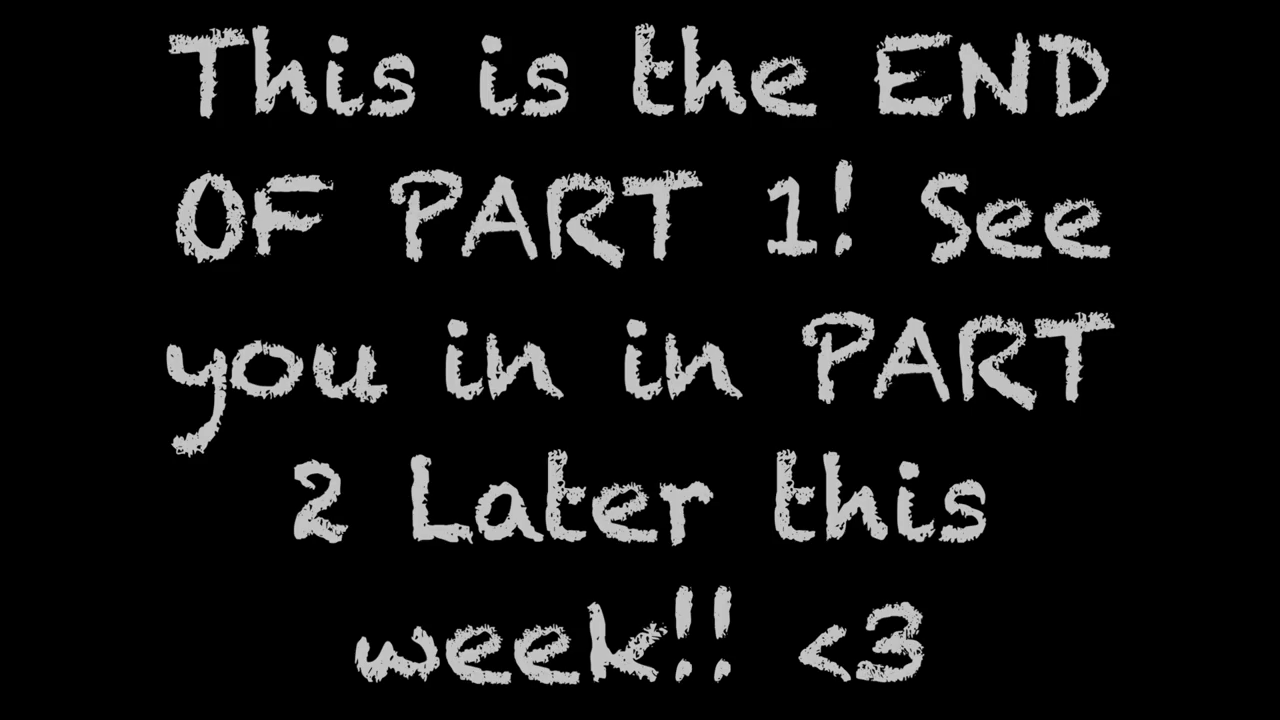 This is the END
OF PART 1! See
you in in PART
2 Later this
week!! <3